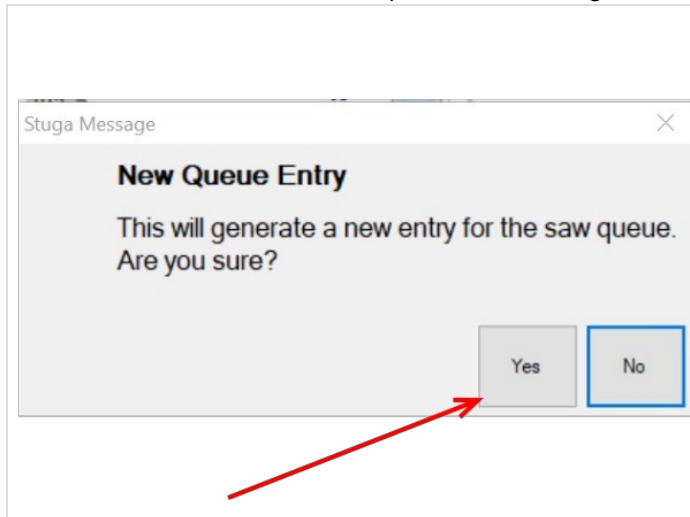 Stuga Message
New Queue Entry
This will generate a new entry for the saw queue.
Are you sure?
Yes
No